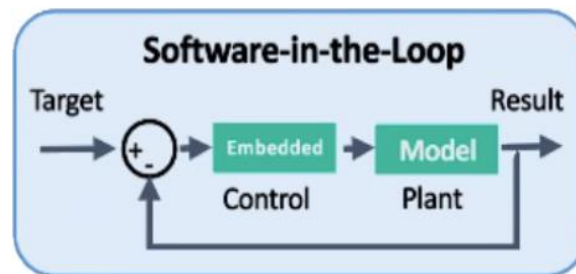 Software-in-the-Loop
Target
Result
+
-
Embedded
Model
Control
Plant